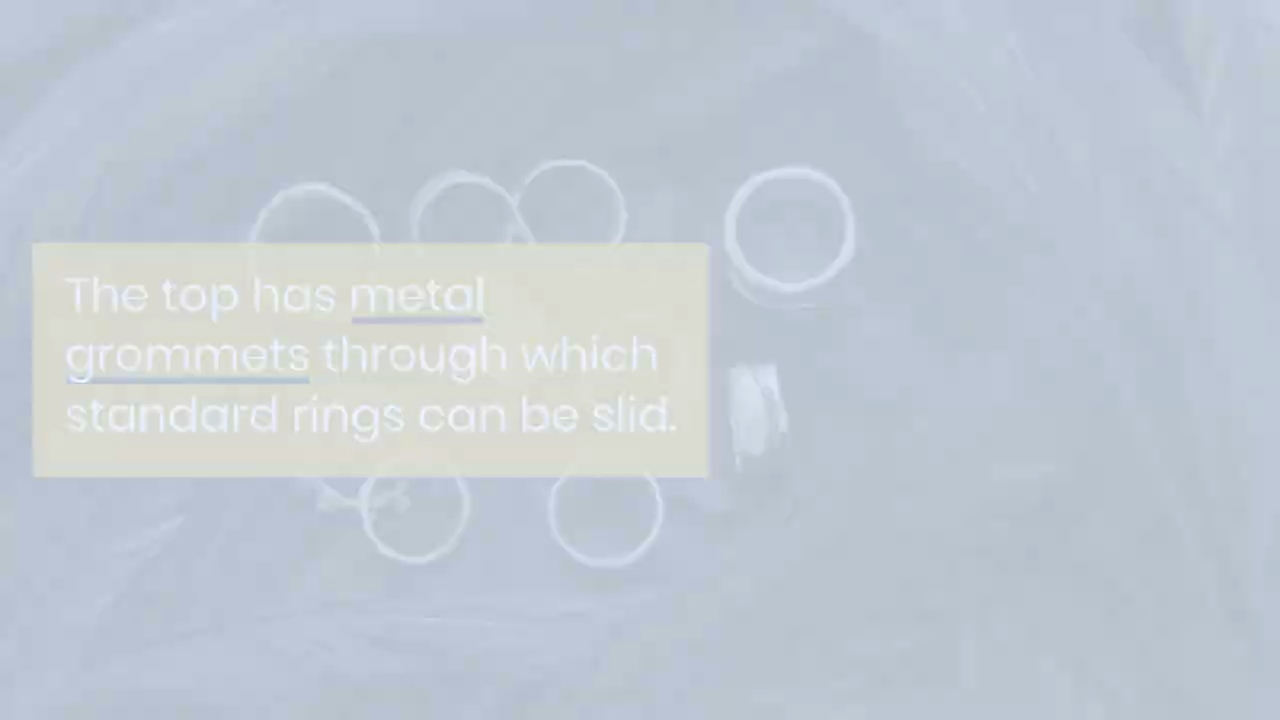 The top has metal
grommets through which
standard rings can be slid.